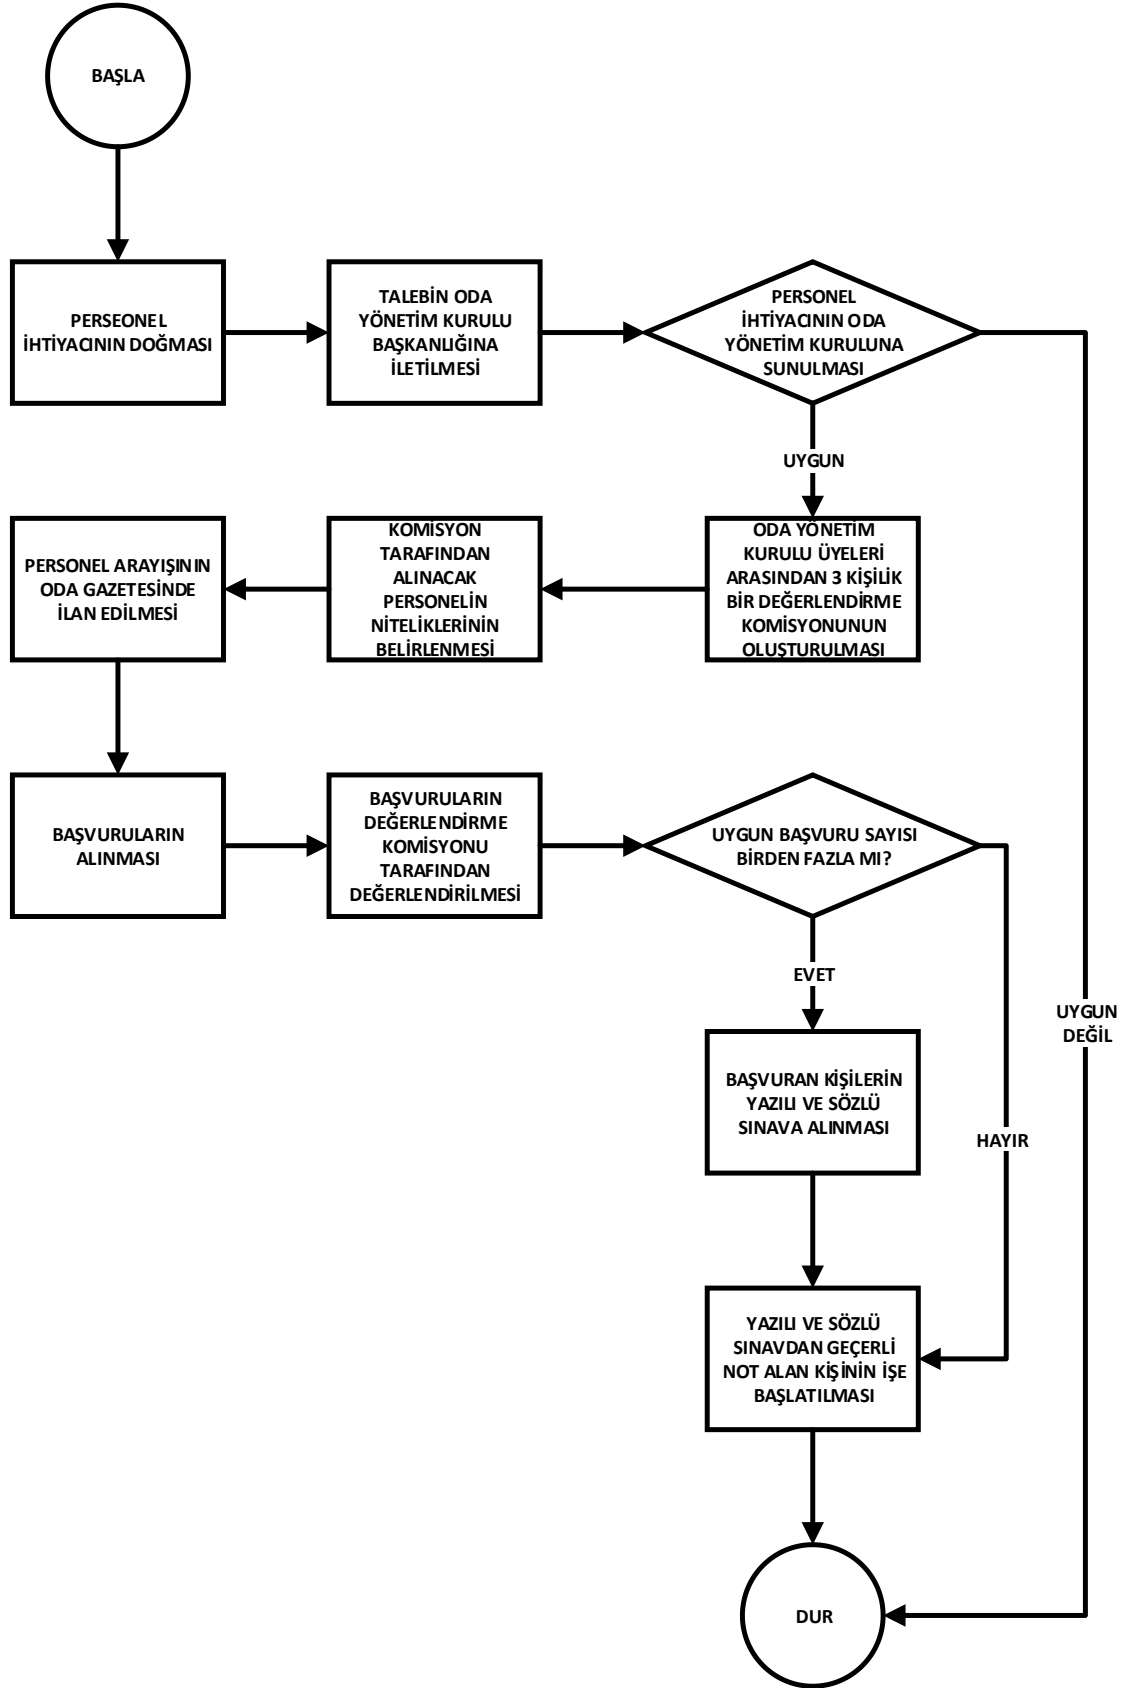 BAŞLA
PERSEONEL
İHTİYACININ DOĞMASI
TALEBİN ODA
YÖNETİM KURULU
BAŞKANLIĞINA
İLETİLMESİ
PERSONEL
İHTİYACININ ODA
YÖNETİM KURULUNA
SUNULMASI
UYGUN
ODA YÖNETİM
KURULU ÜYELERİ
ARASINDAN 3 KİŞİLİK
BİR DEĞERLENDİRME
KOMİSYONUNUN
OLUŞTURULMASI
KOMİSYON
TARAFINDAN
ALINACAK
PERSONELİN
NİTELİKLERİNİN
BELİRLENMESİ
PERSONEL ARAYIŞININ
ODA GAZETESİNDE
İLAN EDİLMESİ
BAŞVURULARIN
ALINMASI
BAŞVURULARIN
DEĞERLENDİRME
KOMİSYONU
TARAFINDAN
DEĞERLENDİRİLMESİ
UYGUN BAŞVURU SAYISI
BİRDEN FAZLA MI?
EVET
UYGUN
DEĞİL
BAŞVURAN KİŞİLERİN
YAZILI VE SÖZLÜ
SINAVA ALINMASI
HAYIR
YAZILI VE SÖZLÜ
SINAVDAN GEÇERLİ
NOT ALAN KİŞİNİN İŞE
BAŞLATILMASI
DUR